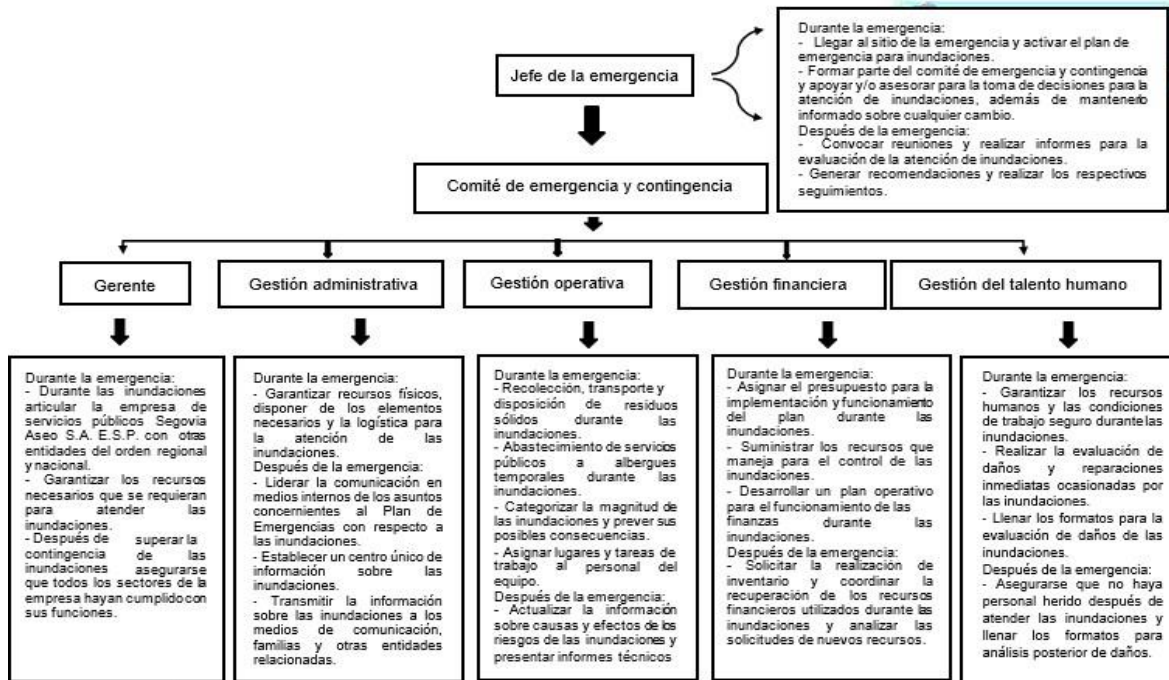 Durante la emergencia:
- Llegar al sitio de la emergencia y activar el plan de
emergencia para inundaciones.
- Formar parte del comité de emergencia y contingencia
y apoyar y/o asesorar para la toma de decisiones para la
atención de inundaciones, además de mantenerlo
informado sobre cualquier cambio.
Después de la emergencia:
- Convocar reuniones y realizar informes para la
evaluación de la atención de inundaciones.
- Generar recomendaciones y realizar los respectivos
seguimientos.
Jefe de la emergencia
Comité de emergencia y contingencia
Gerente
Gestión administrativa
Gestión operativa
Gestión financiera
Gestión del talento humano
Durante la emergencia:
- Durante las inundaciones
articular la empresa de
servicios públicos Segovia
Aseo S.A. E.S.P. con otras
entidades del orden regional
y nacional.
- Garantizar los recursos
necesarios que se requieran
para atender las
inundaciones.
- Después de superar la
contingencia de las
inundaciones asegurarse
que todos los sectores de la
empresa hayan cumplido con
sus funciones.
Durante la emergencia:
- Garantizar recursos físicos,
disponer de los elementos
necesarios y la logística para
la atención de las
inundaciones.
Después de la emergencia:
- Liderar la comunicación en
medios internos de los asuntos
concernientes al Plan de
Emergencias con respecto a
las inundaciones.
- Establecer un centro único de
información sobre las
inundaciones.
- Transmitir la información
sobre las inundaciones a los
medios de comunicación,
familias y otras entidades
relacionadas.
Durante la emergencia:
- Recolección, transporte y
disposición de residuos
sólidos durante las
inundaciones.
- Abastecimiento de servicios
públicos a albergues
temporales durante las
inundaciones.
- Categorizar la magnitud de
las inundaciones y prever sus
posibles consecuencias.
- Asignar lugares y tareas de
trabajo al personal del
equipo.
Después de la emergencia:
- Actualizar la información
sobre causas y efectos de los
riesgos de las inundaciones y
presentar informes técnicos
Durante la emergencia:
- Asignar el presupuesto para la
implementación y funcionamiento
del plan durante las
inundaciones.
- Suministrar los recursos que
maneja para el control de las
inundaciones.
- Desarrollar un plan operativo
para el funcionamiento de las
finanzas durante las
inundaciones.
Después de la emergencia:
- Solicitar la realización de
inventario y coordinar la
recuperación de los recursos
financieros utilizados durante las
inundaciones y analizar las
solicitudes de nuevos recursos.
Durante la emergencia:
- Garantizar los recursos
humanos y las condiciones
de trabajo seguro durante las
inundaciones.
- Realizar la evaluación de
daños y reparaciones
inmediatas ocasionadas por
las inundaciones.
- Llenar los formatos para la
evaluación de daños de las
inundaciones.
Después de la emergencia:
- Asegurarse que no haya
personal herido después de
atender las inundaciones y
llenar los formatos para
análisis posterior de daños.